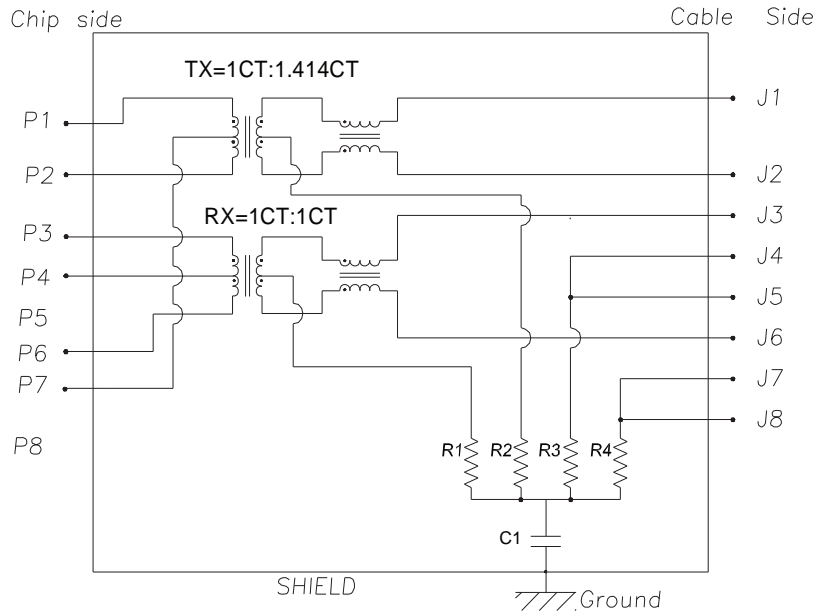 Chip side
Cable Side
TX=1CT:1.414CT
J1
P1
P2
J2
RX=1CT:1CT
J3
P3
J4
P4
J5
P5
J6
P6
J7
P7
J8
P8
R1
R2
R3
R4
C1
SHIELD
Ground